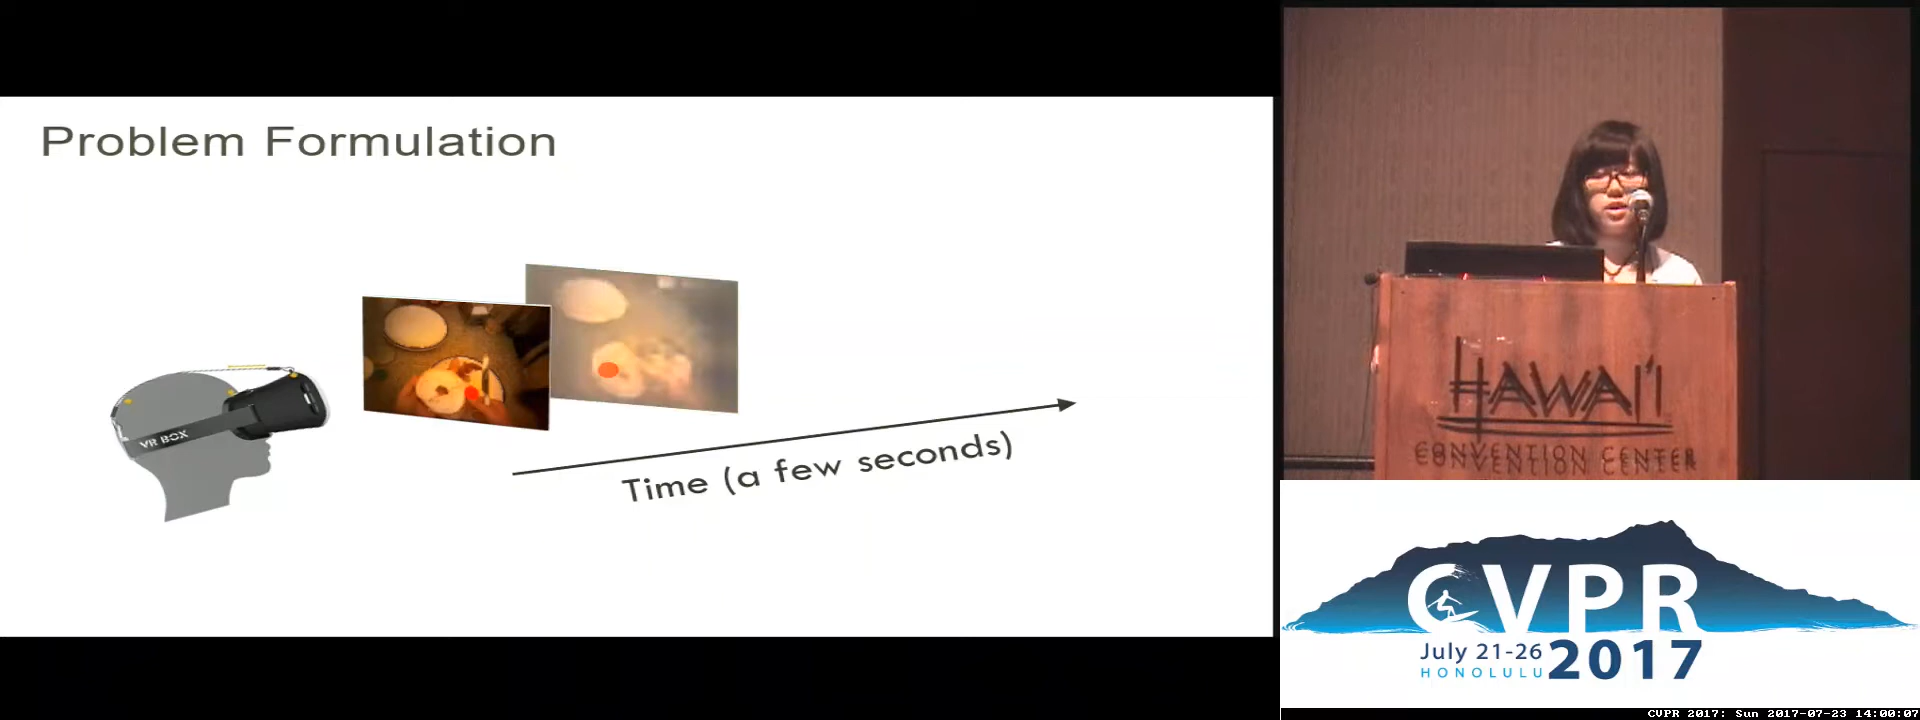 Problem Formulation
VR BOX
Time (a few seconds)
HAWAI'I
CONVENTION CENTER
CVPR
July 21-26
HONOLULU
2017
CVPR 2017: Sun 2017-07-23 14:00:07